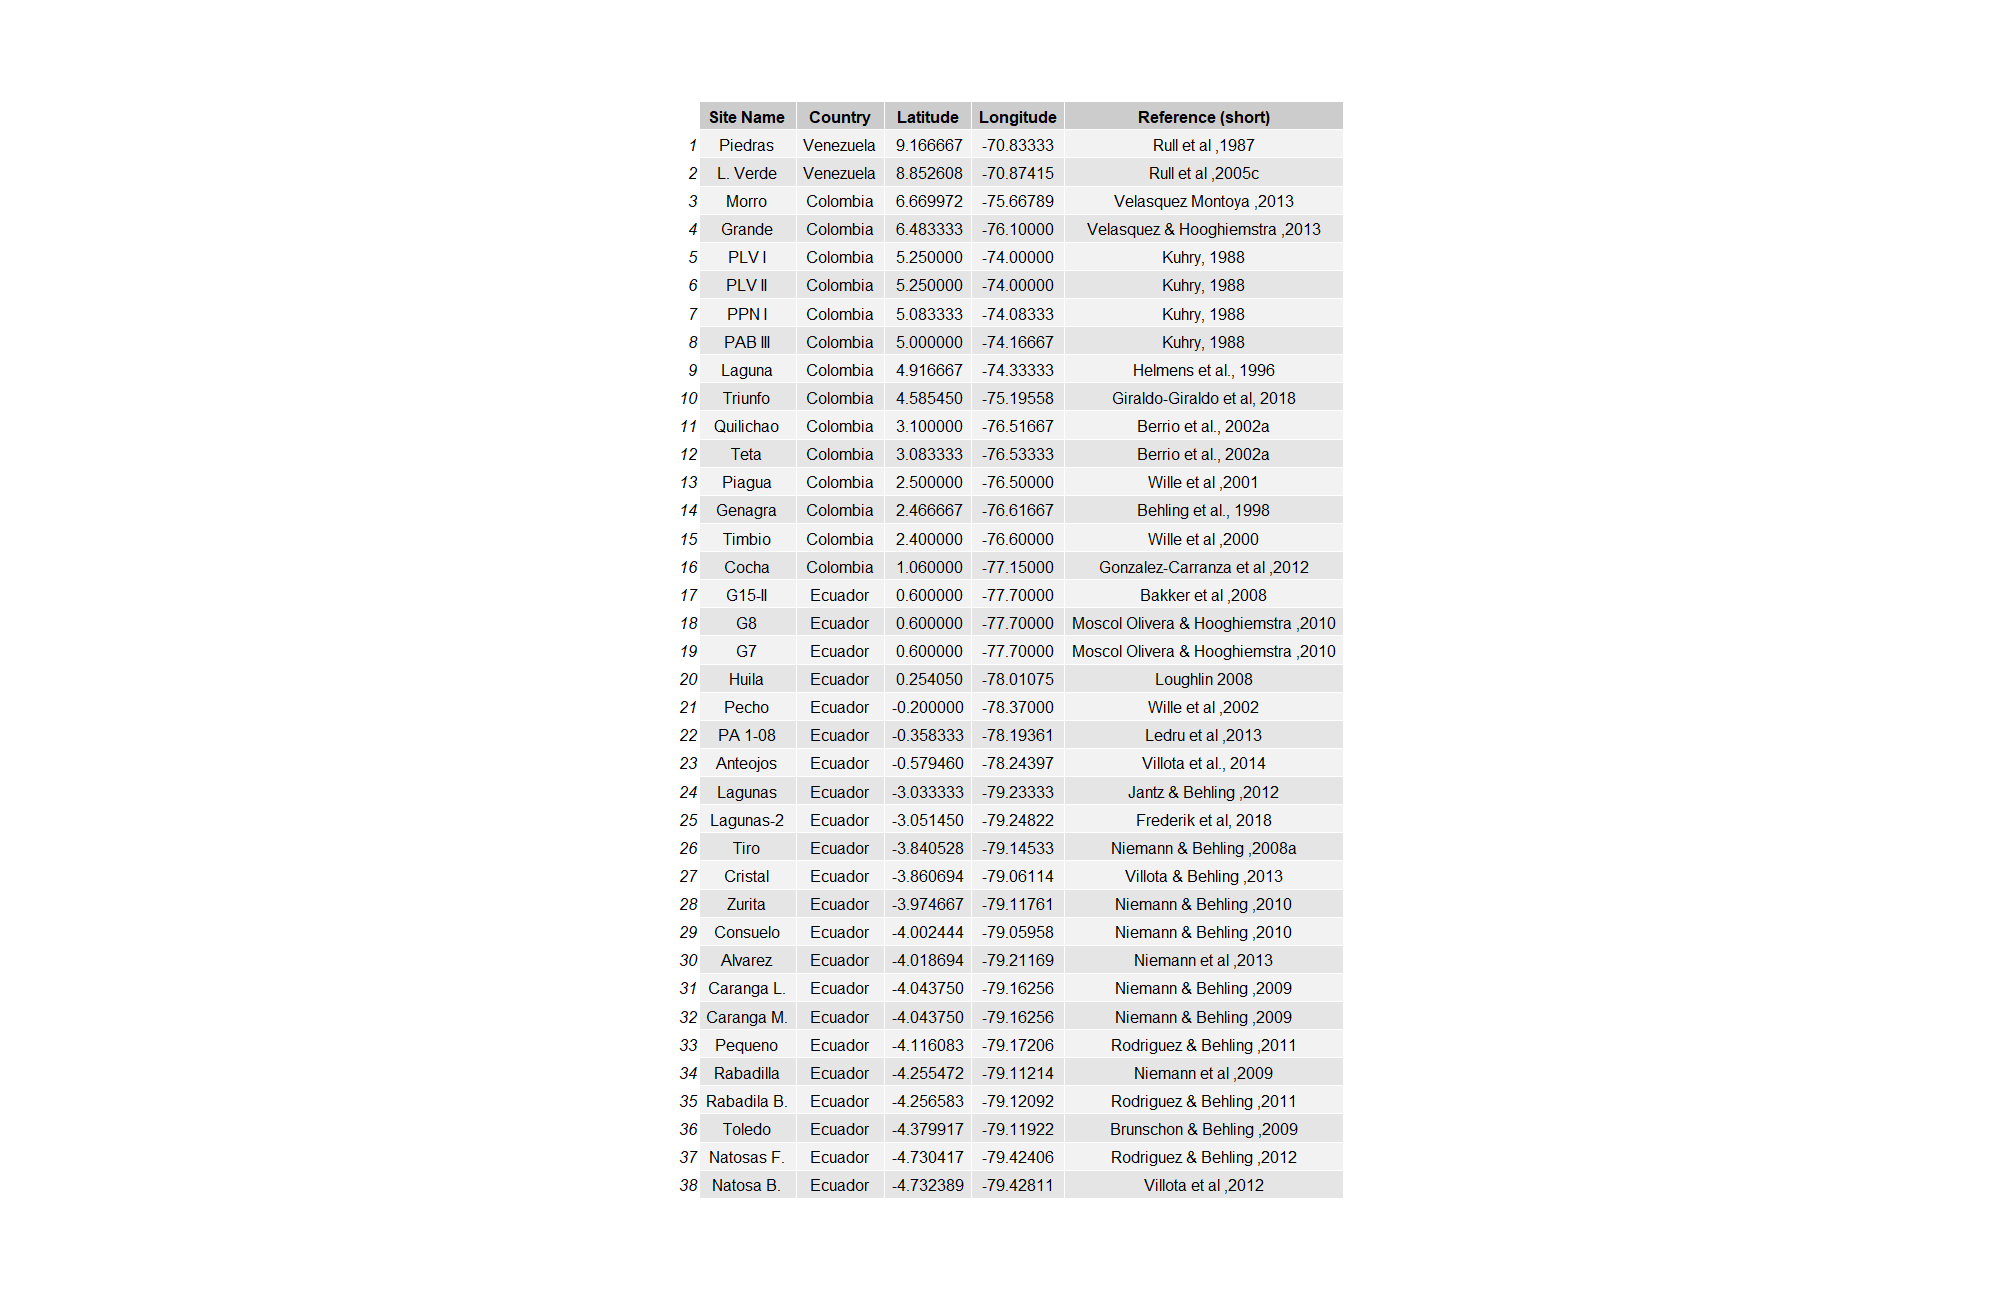 Site Name Country Latitude Longitude Reference (short)
1 Piedras Venezuela 9.166667 -70.83333 Rull et al ,1987
2 L. Verde Venezuela 8.852608 -70.87415 Rull et al ,2005c
3 Morro Colombia 6.669972 -75.66789 Velasquez Montoya ,2013
4 Grande Colombia 6.483333 -76.10000 Velasquez & Hooghiemstra ,2013
5 PLV I Colombia 5.250000 -74.00000 Kuhry, 1988
6 PLV II Colombia 5.250000 -74.00000 Kuhry, 1988
7 PPN I Colombia 5.083333 -74.08333 Kuhry, 1988
8 PAB III Colombia 5.000000 -74.16667 Kuhry, 1988
9 Laguna Colombia 4.916667 -74.33333 Helmens et al., 1996
10 Triunfo Colombia 4.585450 -75.19558 Giraldo-Giraldo et al, 2018
11 Quilichao Colombia 3.100000 -76.51667 Berrio et al., 2002a
12 Teta Colombia 3.083333 -76.53333 Berrio et al., 2002a
13 Piagua Colombia 2.500000 -76.50000 Wille et al ,2001
14 Genagra Colombia 2.466667 -76.61667 Behling et al., 1998
15 Timbio Colombia 2.400000 -76.60000 Wille et al ,2000
16 Cocha Colombia 1.060000 -77.15000 Gonzalez-Carranza et al ,2012
17 G15-II Ecuador 0.600000 -77.70000 Bakker et al ,2008
18 G8 Ecuador 0.600000 -77.70000 Moscol Olivera & Hooghiemstra ,2010
19 G7 Ecuador 0.600000 -77.70000 Moscol Olivera & Hooghiemstra ,2010
20 Huila Ecuador 0.254050 -78.01075 Loughlin 2008
21 Pecho Ecuador -0.200000 -78.37000 Wille et al ,2002
22 PA 1-08 Ecuador -0.358333 -78.19361 Ledru et al ,2013
23 Anteojos Ecuador -0.579460 -78.24397 Villota et al., 2014
24 Lagunas Ecuador -3.033333 -79.23333 Jantz & Behling ,2012
25 Lagunas-2 Ecuador -3.051450 -79.24822 Frederik et al, 2018
26 Tiro Ecuador -3.840528 -79.14533 Niemann & Behling ,2008a
27 Cristal Ecuador -3.860694 -79.06114 Villota & Behling ,2013
28 Zurita Ecuador -3.974667 -79.11761 Niemann & Behling ,2010
29 Consuelo Ecuador -4.002444 -79.05958 Niemann & Behling ,2010
30 Alvarez Ecuador -4.018694 -79.21169 Niemann et al ,2013
31 Caranga L. Ecuador -4.043750 -79.16256 Niemann & Behling ,2009
32 Caranga M. Ecuador -4.043750 -79.16256 Niemann & Behling ,2009
33 Pequeno Ecuador -4.116083 -79.17206 Rodriguez & Behling ,2011
34 Rabadilla Ecuador -4.255472 -79.11214 Niemann et al ,2009
35 Rabadila B. Ecuador -4.256583 -79.12092 Rodriguez & Behling ,2011
36 Toledo Ecuador -4.379917 -79.11922 Brunschon & Behling ,2009
37 Natosas F. Ecuador -4.730417 -79.42406 Rodriguez & Behling ,2012
38 Natosa B. Ecuador -4.732389 -79.42811 Villota et al ,2012